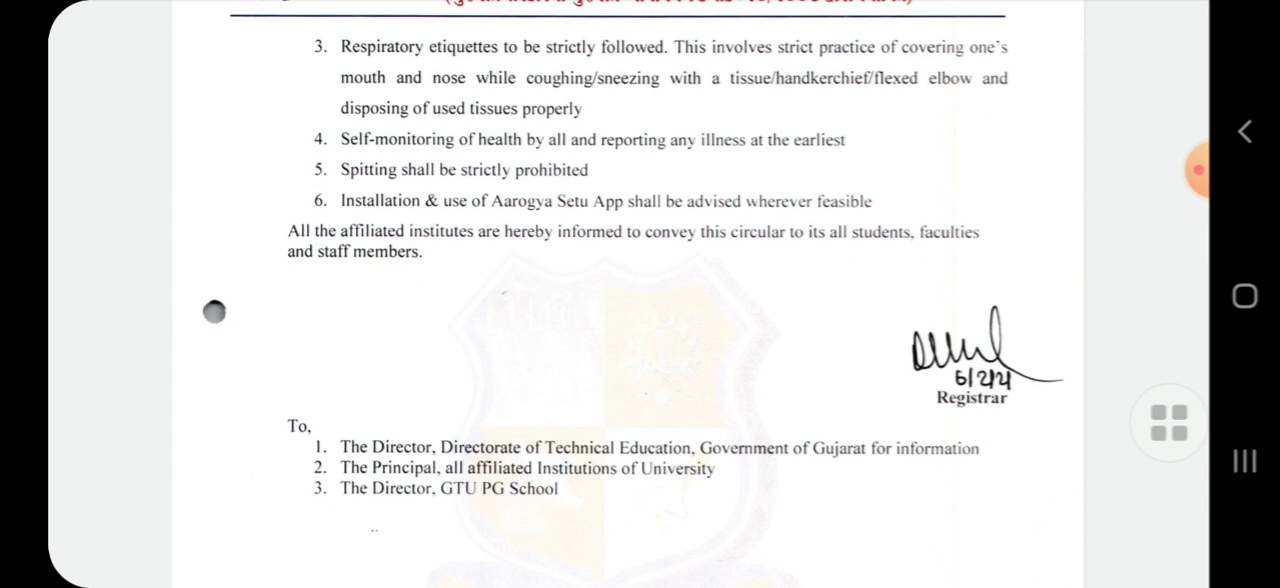 3. Respiratory etiquettes to be strictly followed. This involves strict practice of covering one's
mouth and nose while coughing/sneezing with a tissue/handkerchief/flexed elbow and
disposing of used tissues properly
4. Self-monitoring of health by all and reporting any illness at the earliest
5. Spitting shall be strictly prohibited
6. Installation & use of Aarogya Setu App shall be advised wherever feasible
All the affiliated institutes are hereby informed to convey this circular to its all students, faculties
and staff members.
6/2/21
Registrar
To,
1. The Director, Directorate of Technical Education, Government of Gujarat for information
2. The Principal, all affiliated Institutions of University
3. The Director, GTU PG School